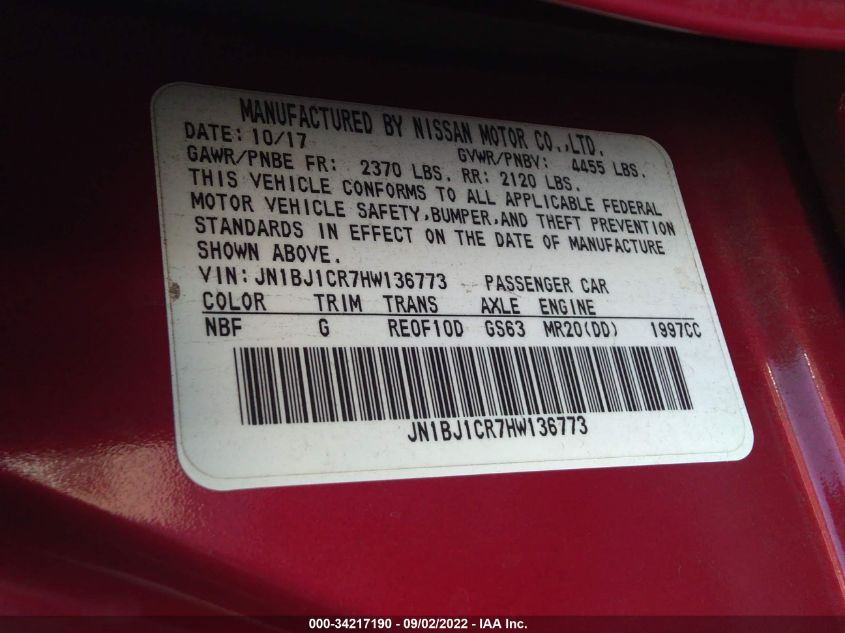 MANUFACTURED BY NISSAN MOTOR CO.,LTD.
DATE: 10/17 GVWR/PNBV: 4455 LBS.
GAWR/PNBE FR: 2370 LBS. RR: 2120 LBS.
THIS VEHICLE CONFORMS TO ALL APPLICABLE FEDERAL
MOTOR VEHICLE SAFETY,BUMPER,AND THEFT PREVENTION
STANDARDS IN EFFECT ON THE DATE OF MANUFACTURE
SHOWN ABOVE.
VIN: JN1BJ1CR7HW136773 PASSENGER CAR
COLOR TRIM TRANS AXLE ENGINE
NBF G RE0F10D GS63 MR20(DD) 1997CC
JN1BJ1CR7HW136773
000-34217190 - 09/02/2022 - IAA Inc.